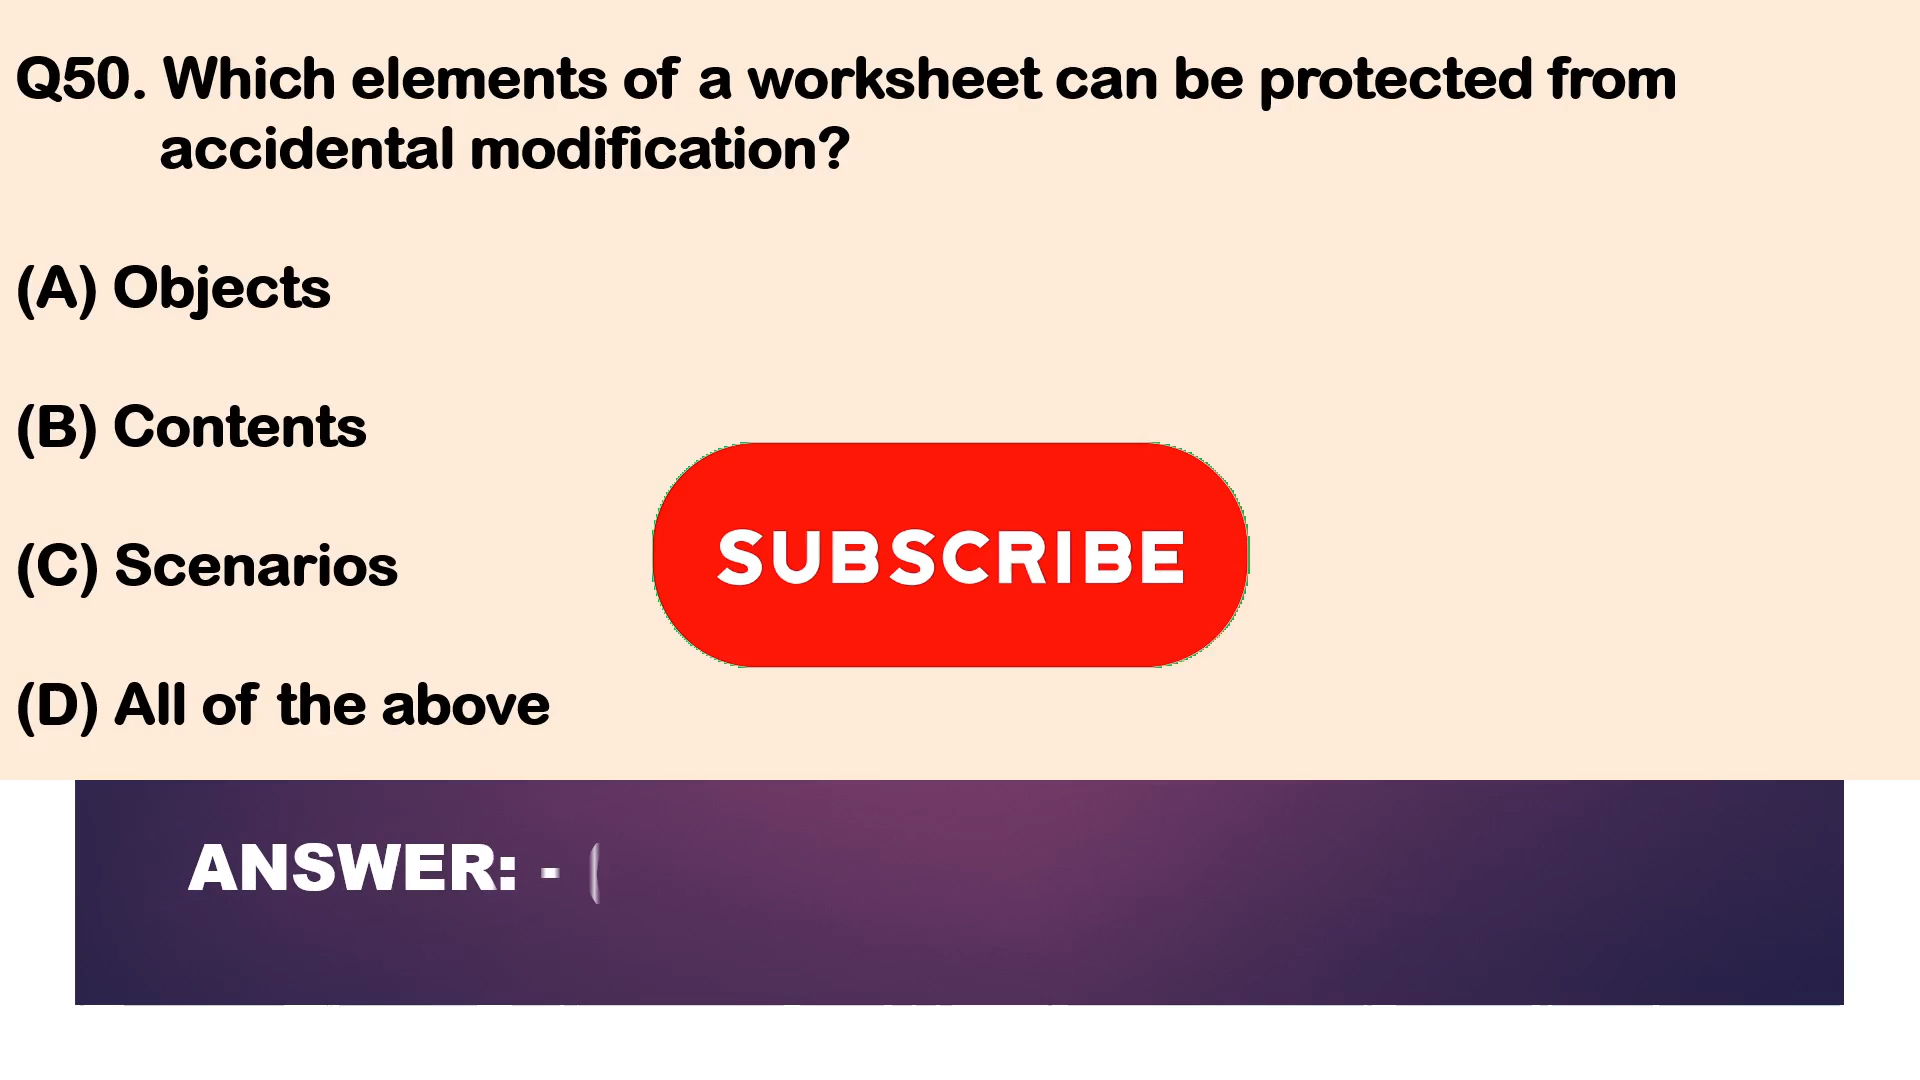 Q50. Which elements of a worksheet can be protected from
accidental modification?
(A) Objects
(B) Contents
(C) Scenarios
(D) All of the above
SUBSCRIBE
ANSWER: - (